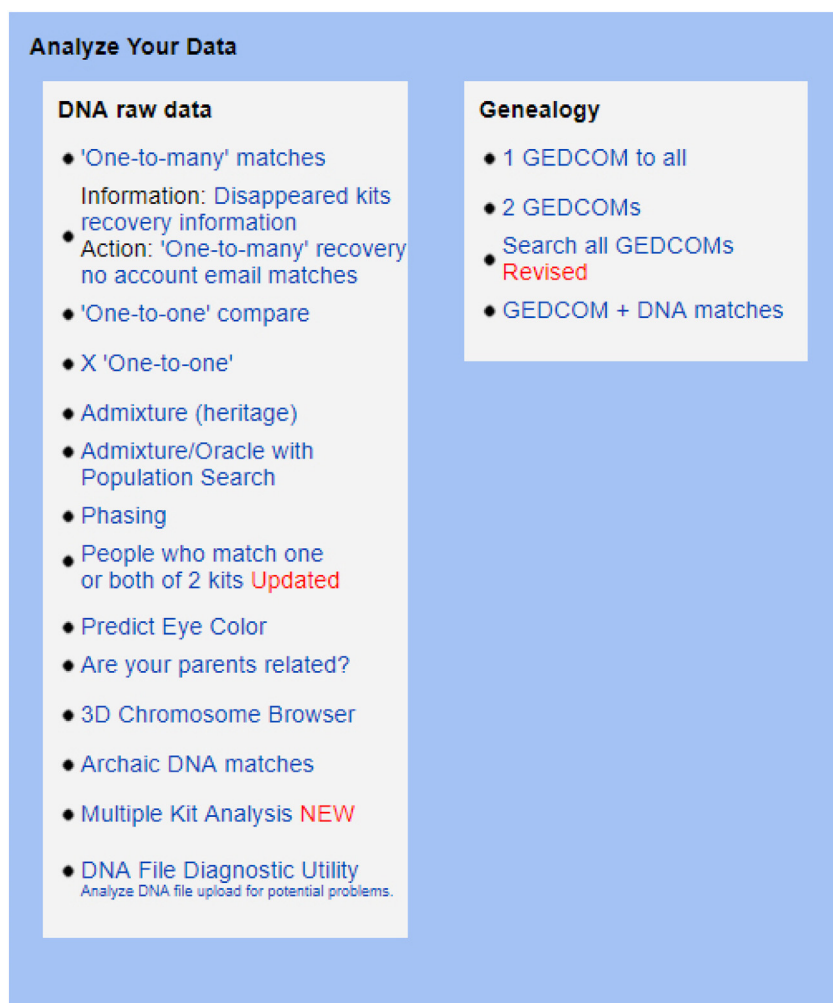 Analyze Your Data
DNA raw data
'One-to-many' matches
Information: Disappeared kits
recovery information
Action: 'One-to-many' recovery
no account email matches
'One-to-one' compare
X 'One-to-one'
Admixture (heritage)
Admixture/Oracle with
Population Search
Phasing
People who match one
or both of 2 kits Updated
Predict Eye Color
Are your parents related?
3D Chromosome Browser
Archaic DNA matches
Multiple Kit Analysis NEW
DNA File Diagnostic Utility
Analyze DNA file upload for potential problems.
Genealogy
1 GEDCOM to all
2 GEDCOMs
Search all GEDCOMs
Revised
GEDCOM + DNA matches